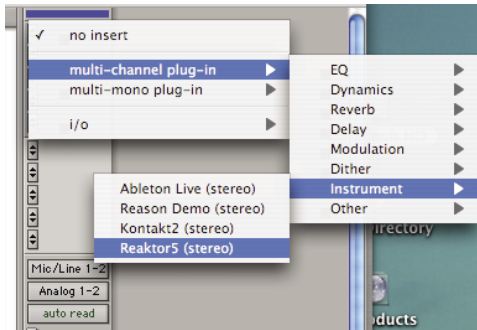 no insert
multi-channel plug-in
multi-mono plug-in
i/o
EQ
Dynamics
Reverb
Delay
Modulation
Dither
Instrument
Other
Ableton Live (stereo)
Reason Demo (stereo)
Kontakt2 (stereo)
Reaktor5 (stereo)
Mic/Line 1-2
Analog 1-2
auto read
irectory
ducts